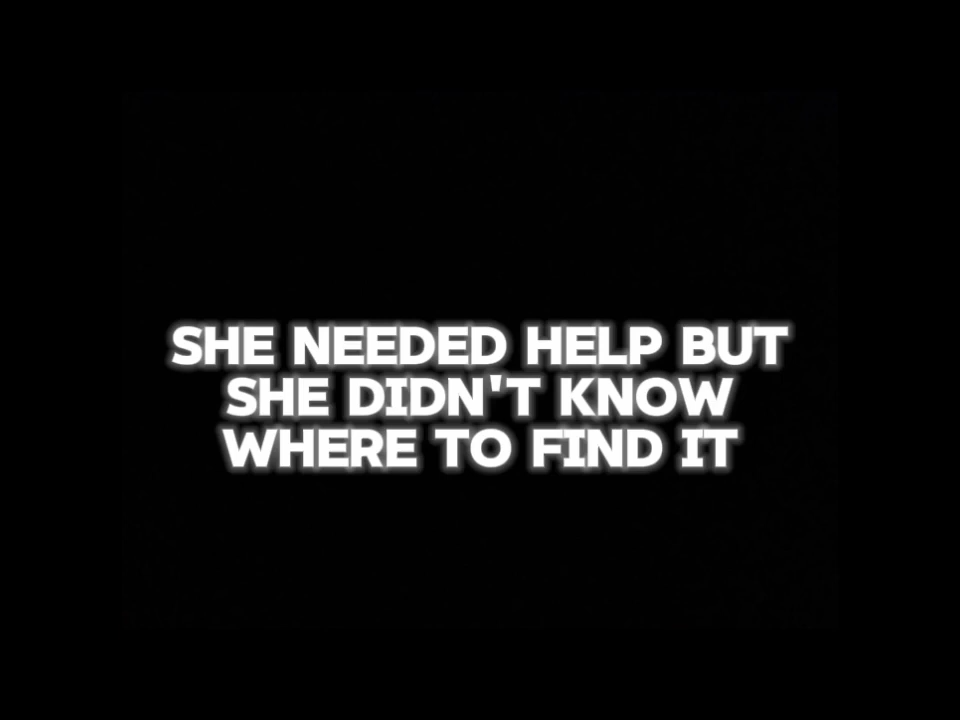 SHE NEEDED HELP BUT
SHE DIDN'T KNOW
WHERE TO FIND IT